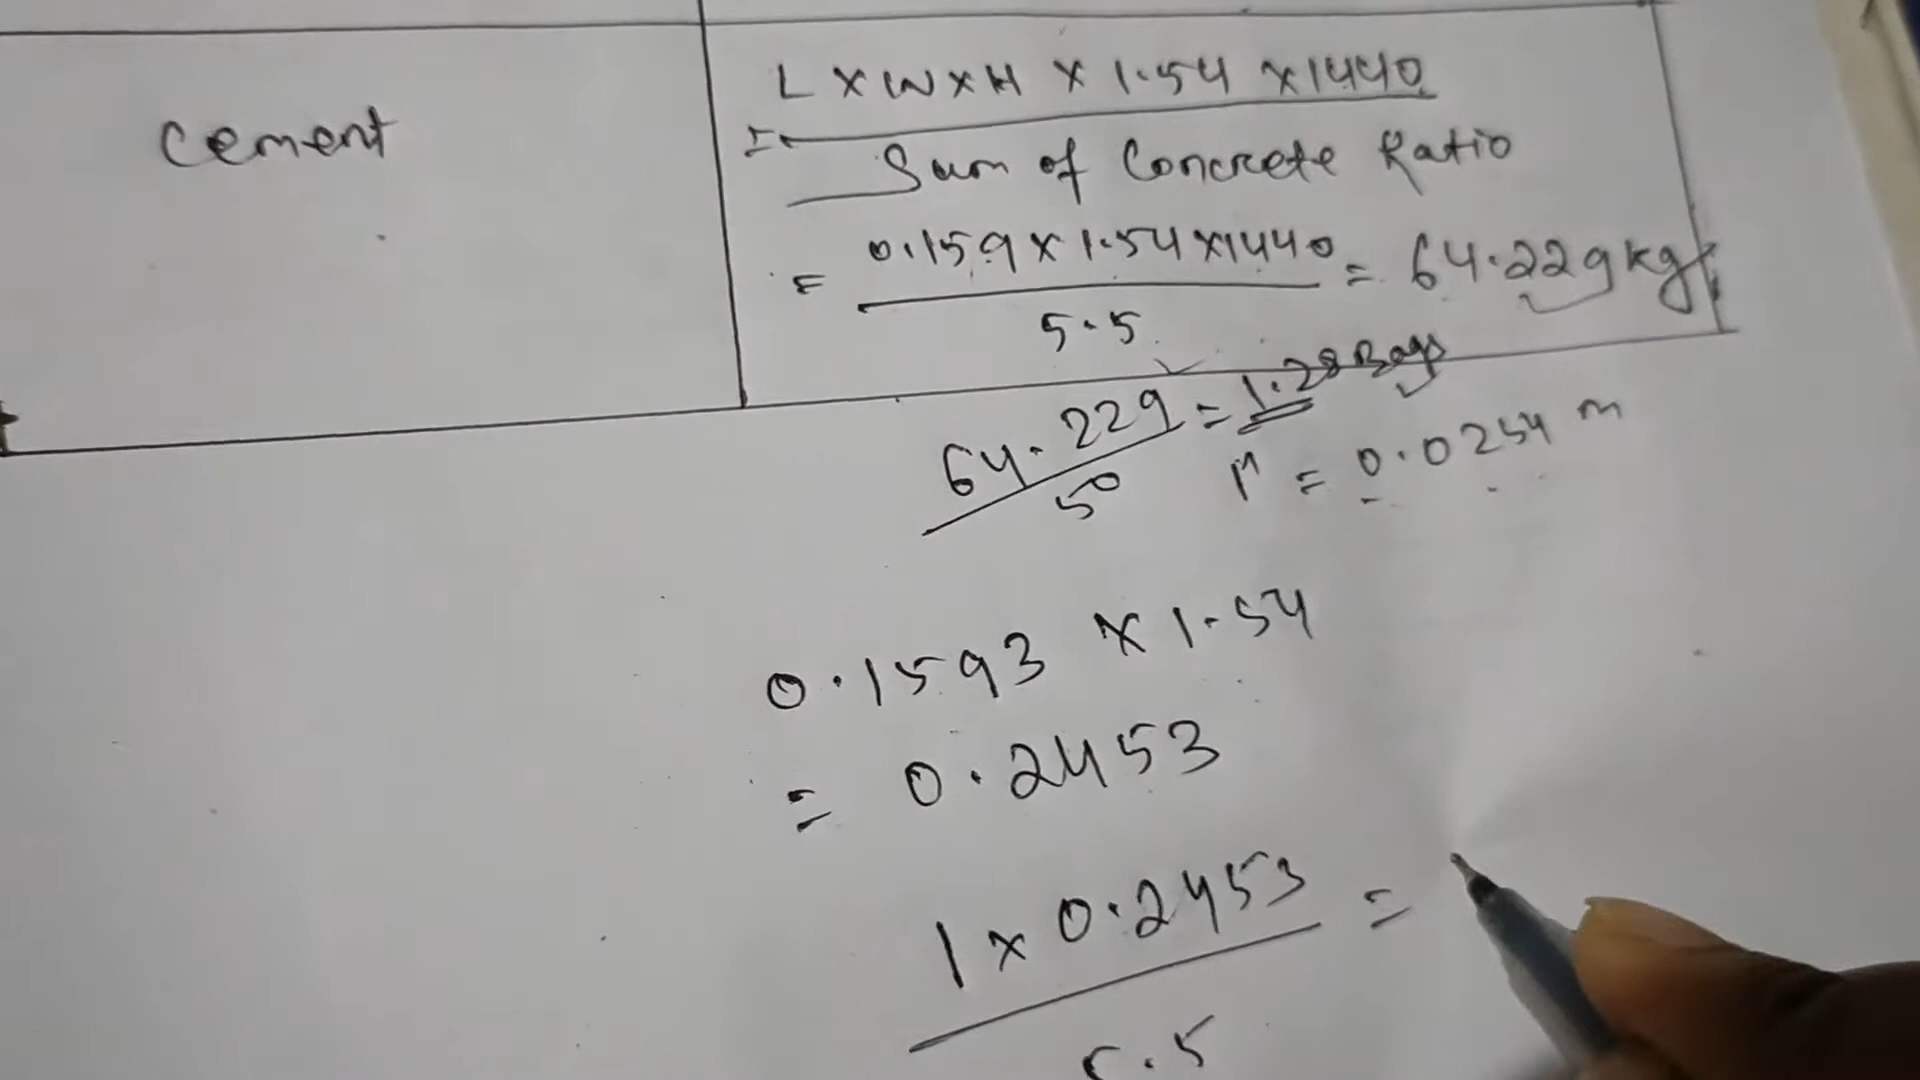 cement
L x W x H x 1.54 x 1440
=
Sum of Concrete Ratio
= 0.159 x 1.54 x 1440 = 64.229 kg
5.5
64.229 = 1.28 Bags
50
1" = 0.0254 m
0.1593 x 1.54
= 0.2453
1 x 0.2453 =
5.5